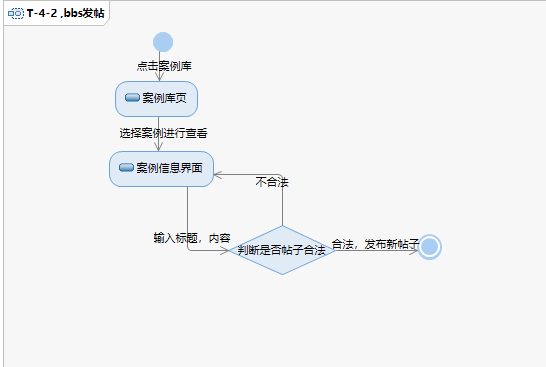 T-4-2 ,bbs发帖
点击案例库
案例库页
选择案例进行查看
案例信息界面
不合法
输入标题，内容
判断是否帖子合法
合法，发布新帖子